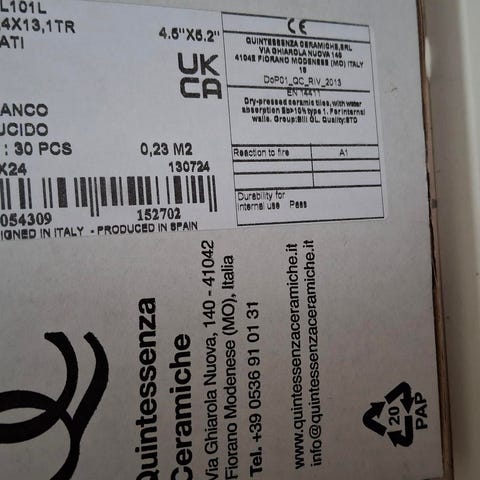 L101L
,4X13,1TR
ATI
4.5"X5.2"
UK
CA
ANCO
UCIDO
: 30 PCS 0,23 M2
X24 130724
054309 152702
IGNED IN ITALY - PRODUCED IN SPAIN
CE
QUINTESSENZA CERAMICHE,SRL
VIA GHIAROLA NUOVA 140
41042 FIORANO MODENESE (MO) ITALY
13
DoP01_QC_RIV_2013
EN 14411
Dry-pressed ceramic tiles, with water
absorption Eb>10% type 1. For internal
walls. Group:BIII GL. Quality:STD
Reaction to fire A1
Durability for
internal use Pass
Quintessenza
Ceramiche
Via Ghiarola Nuova, 140 - 41042
Fiorano Modenese (MO), Italia
Tel. +39 0536 91 01 31
www.quintessenzaceramiche.it
info@quintessenzaceramiche.it
20
PAP